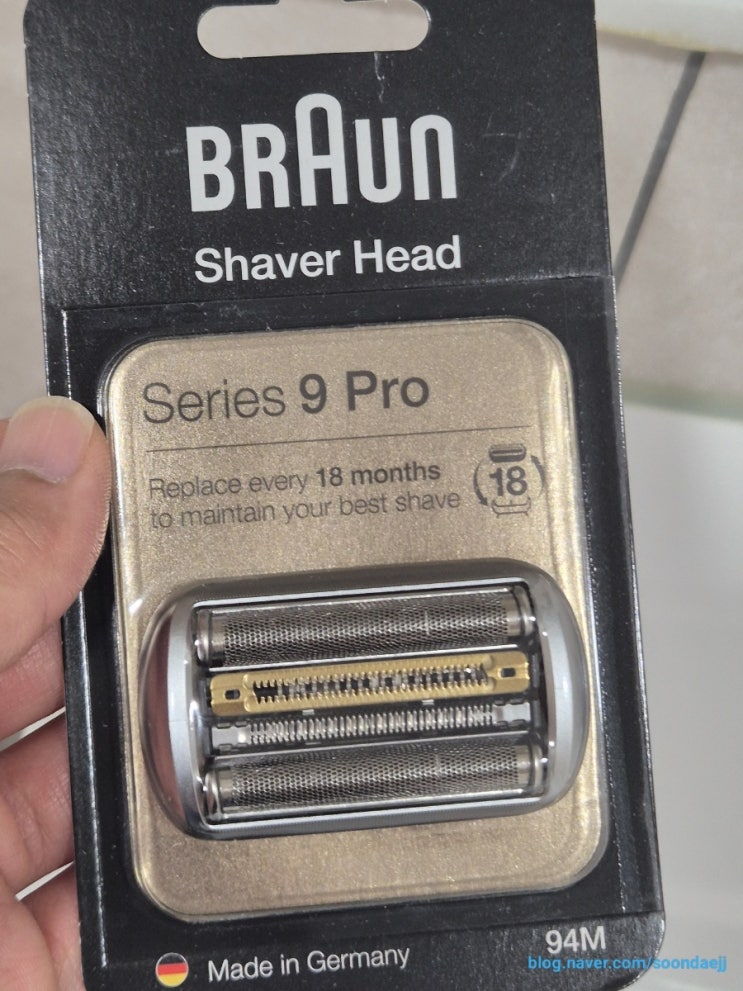 BRAUN
Shaver Head
Series 9 Pro
Replace every 18 months
to maintain your best shave
18
Made in Germany
94M
blog.naver.com/soondaejj